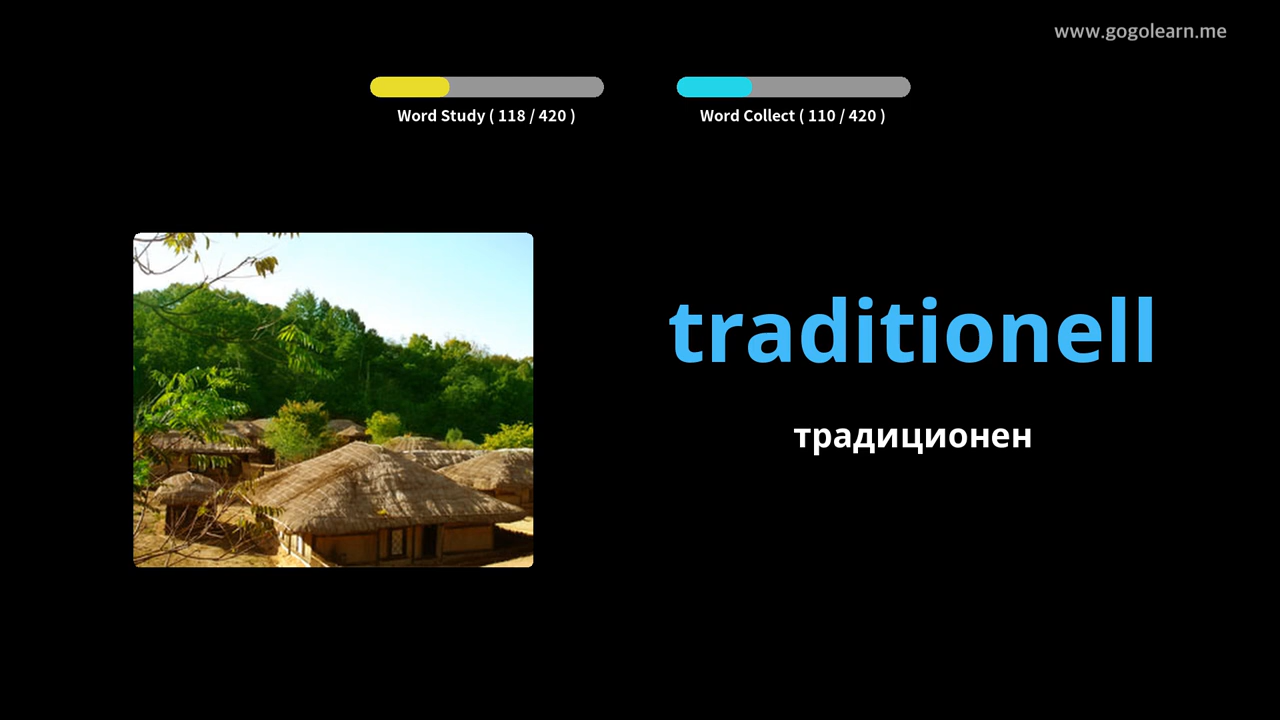 www.gogolearn.me
Word Study ( 118 / 420 )
Word Collect ( 110 / 420 )
traditionell
традиционен